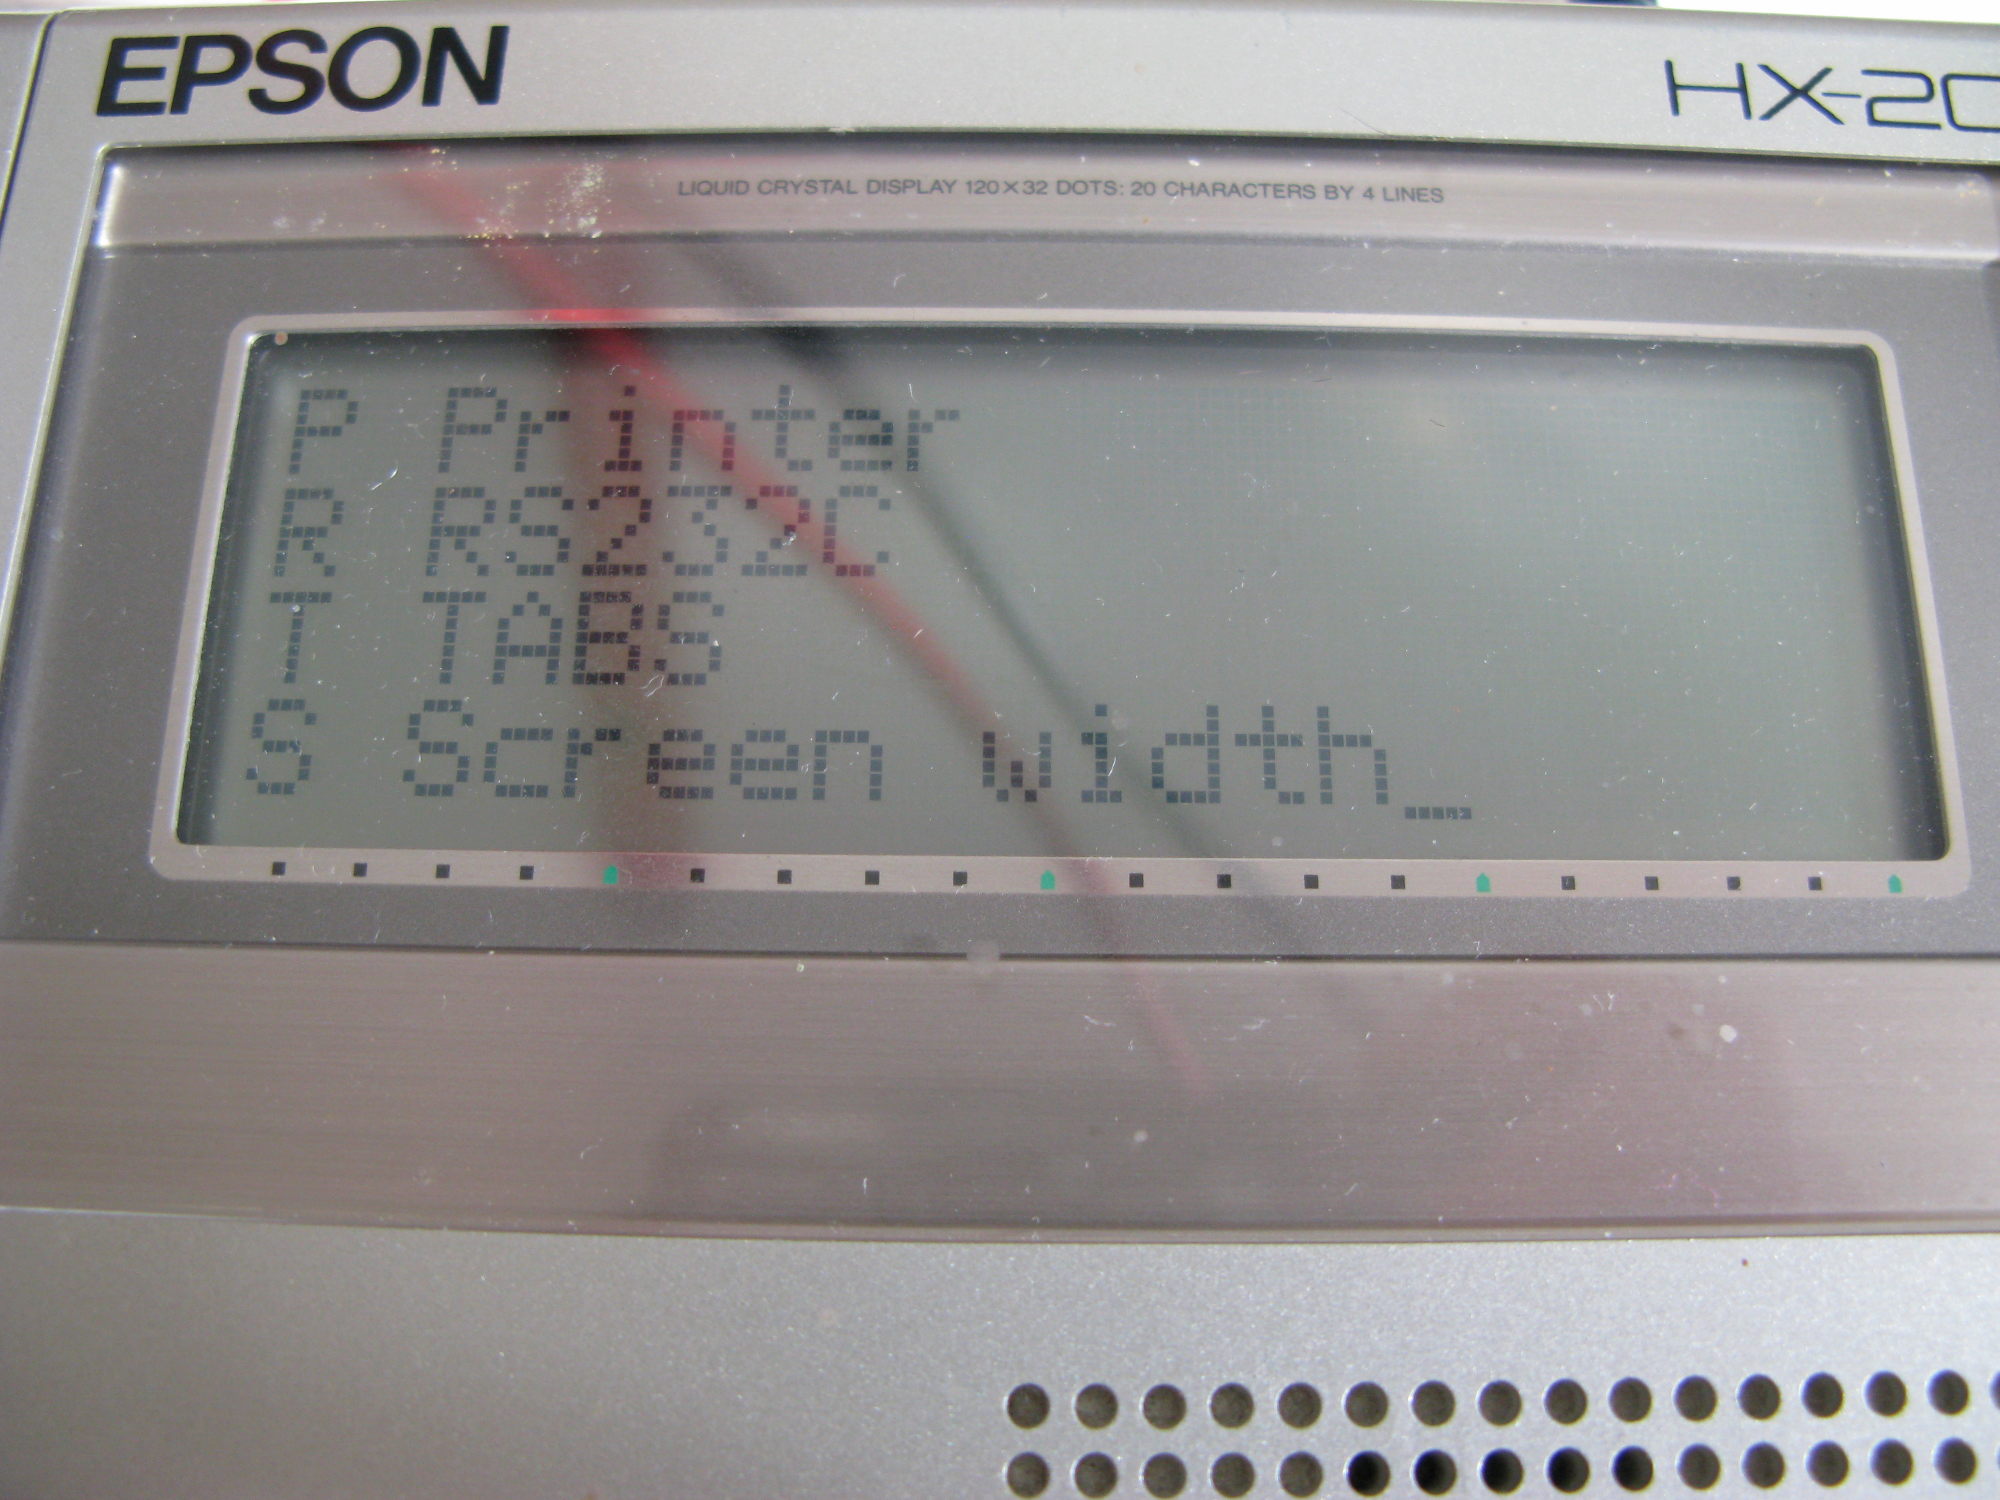 EPSON
HX-20
LIQUID CRYSTAL DISPLAY 120×32 DOTS: 20 CHARACTERS BY 4 LINES
P Printer
R RS232C
T TABS
S Screen width_